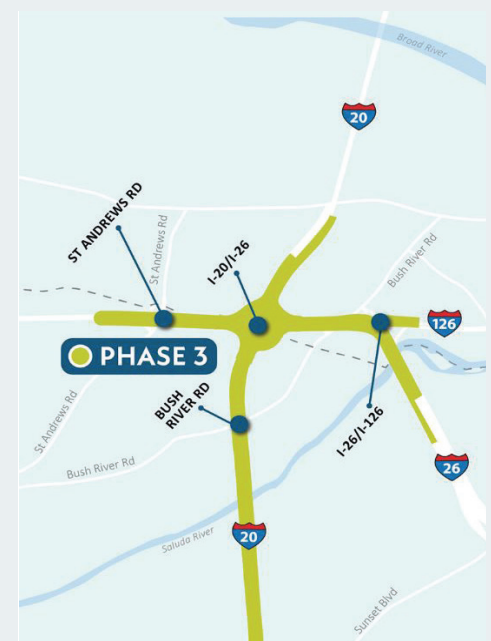 Broad River
20
ST ANDREWS RD
St Andrews Rd
I-20/I-26
Bush River Rd
126
PHASE 3
BUSH
RIVER RD
St Andrews Rd
I-26/I-126
Bush River Rd
26
20
Saluda River
Sunset Blvd